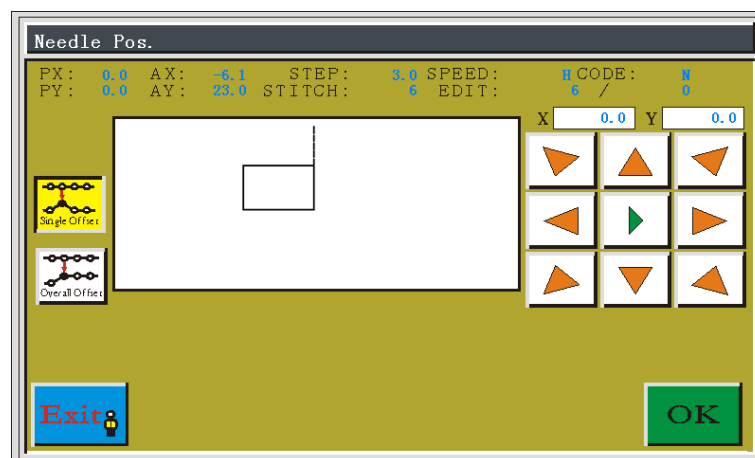 Needle Pos.
PX: 0.0 AX: -6.1 STEP: 3.0 SPEED: H CODE: N
PY: 0.0 AY: 23.0 STITCH: 6 EDIT: 6 / 0
X 0.0 Y 0.0
Single Offset
Overall Offset
Exit
OK